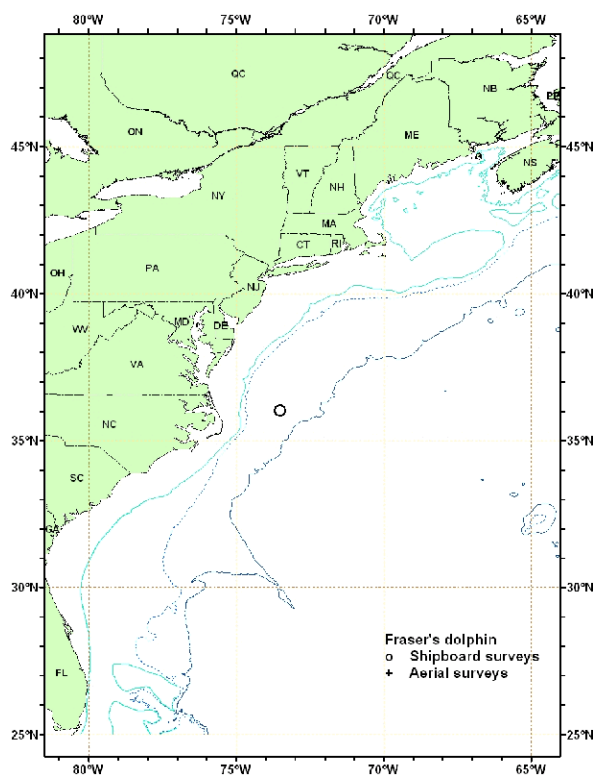 80°W 75°W 70°W 65°W
QC
QC
NB
PE
ON
ME
45°N 45°N
VT
NS
NH
NY
MA
CT RI
OH
PA
NJ
40°N 40°N
MD
DE
WV
VA
NC
35°N 35°N
SC
GA
30°N 30°N
Fraser's dolphin
o Shipboard surveys
+ Aerial surveys
FL
25°N 25°N
80°W 75°W 70°W 65°W